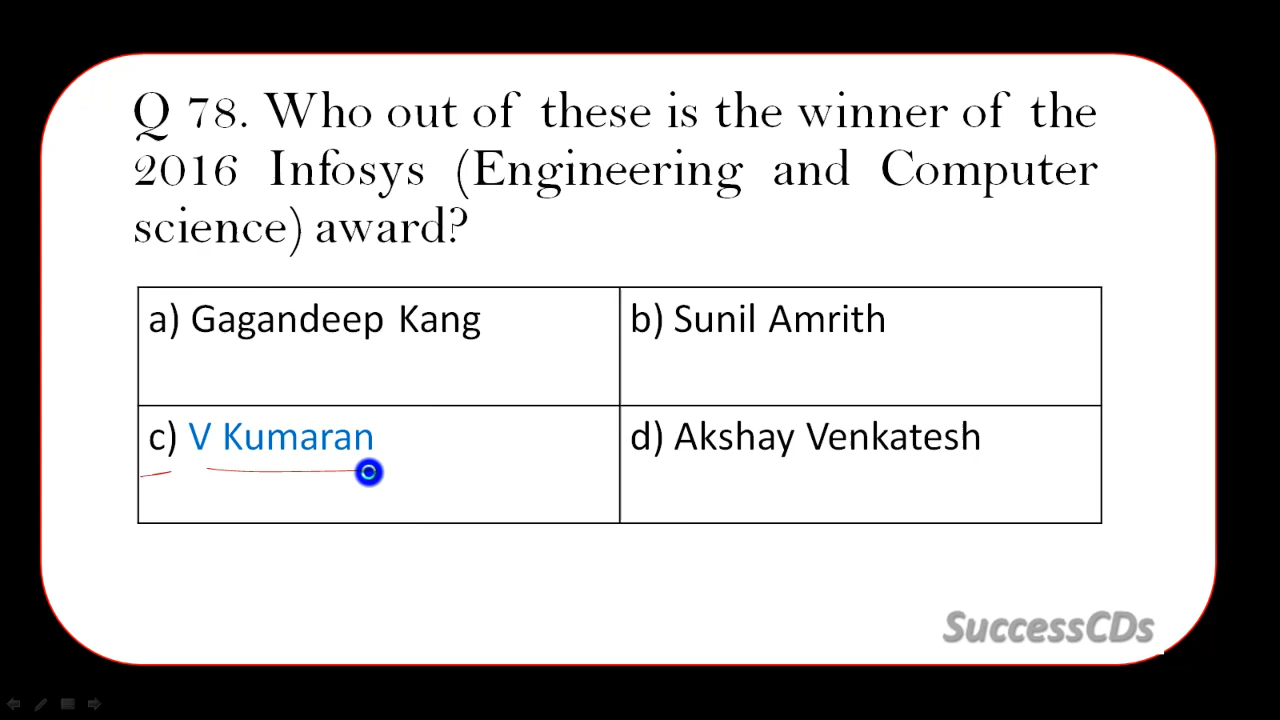 Q 78. Who out of these is the winner of the
2016 Infosys (Engineering and Computer
science) award?
a) Gagandeep Kang
b) Sunil Amrith
c) V Kumaran
d) Akshay Venkatesh
SuccessCDs